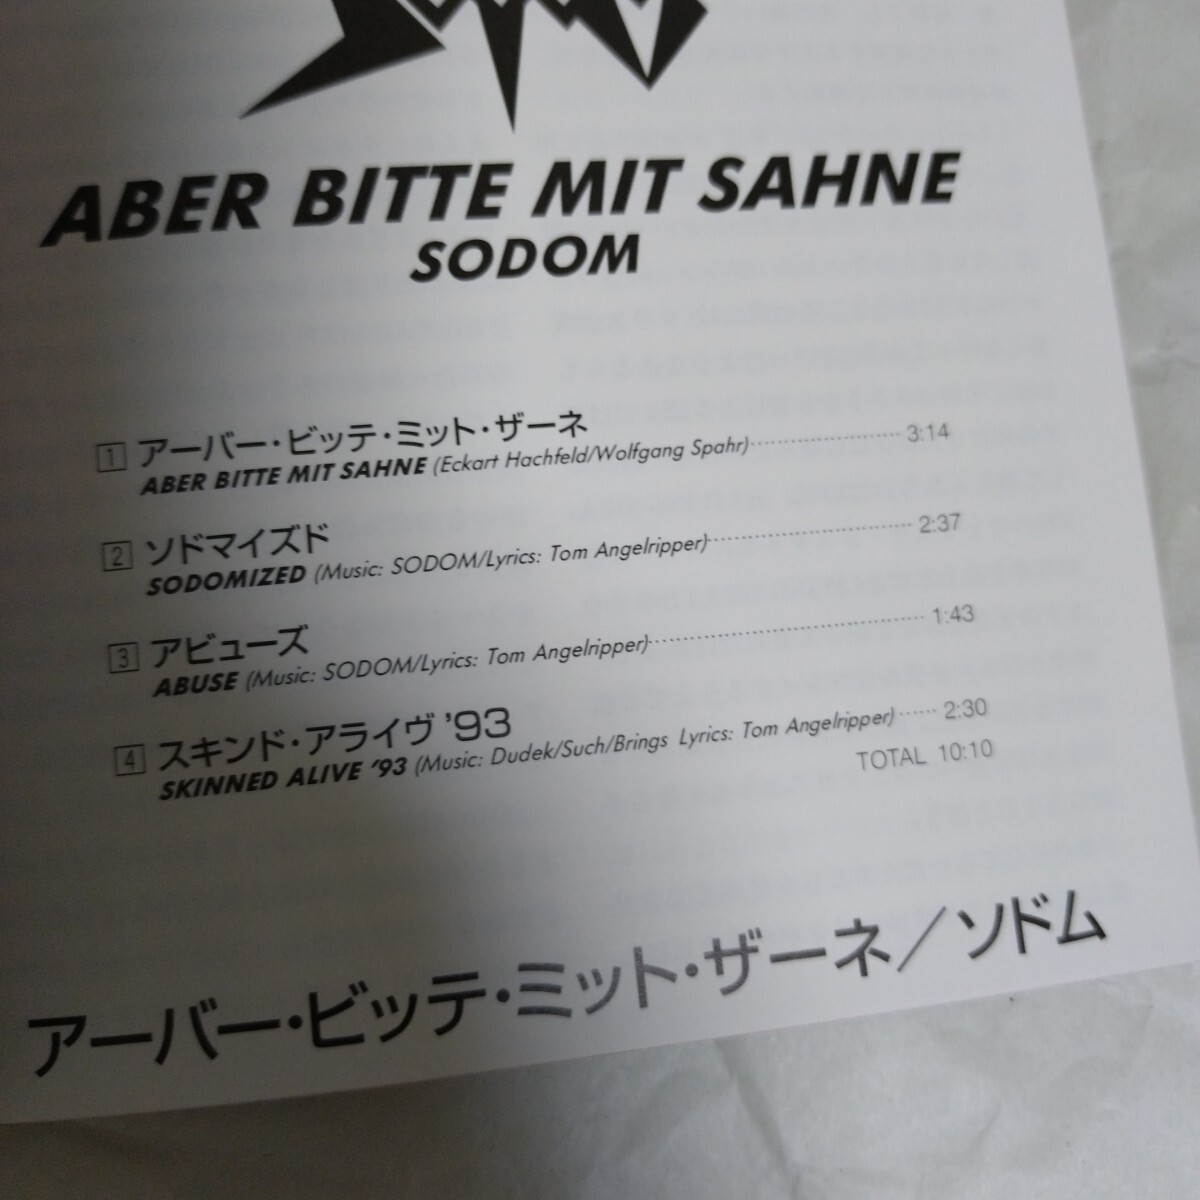 ABER BITTE MIT SAHNE
SODOM
1 アーバー・ビッテ・ミット・ザーネ
ABER BITTE MIT SAHNE (Eckart Hachfeld/Wolfgang Spahr)·····················3:14
2 ソドマイズド
SODOMIZED (Music: SODOM/Lyrics: Tom Angelripper)·····························2:37
3 アビューズ
ABUSE (Music: SODOM/Lyrics: Tom Angelripper)······································1:43
4 スキンド・アライヴ '93
SKINNED ALIVE '93 (Music: Dudek/Such/Brings Lyrics: Tom Angelripper)······2:30
TOTAL 10:10
アーバー・ビッテ・ミット・ザーネ／ソドム